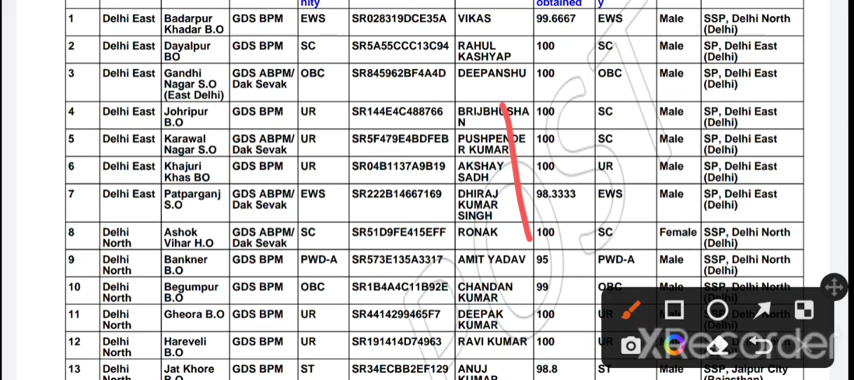 nity obtained y
1 Delhi East Badarpur Khadar B.O GDS BPM EWS SR028319DCE35A VIKAS 99.6667 EWS Male SSP, Delhi North (Delhi)
2 Delhi East Dayalpur BO GDS BPM SC SR5A55CCC13C94 RAHUL KASHYAP 100 SC Male SP, Delhi East (Delhi)
3 Delhi East Gandhi Nagar S.O (East Delhi) GDS ABPM/ Dak Sevak OBC SR845962BF4A4D DEEPANSHU 100 OBC Male SP, Delhi East (Delhi)
4 Delhi East Johripur B.O GDS BPM UR SR144E4C488766 BRIJBHUSHA N 100 SC Male SP, Delhi East (Delhi)
5 Delhi East Karawal Nagar S.O GDS ABPM/ Dak Sevak UR SR5F479E4BDFEB PUSHPENDE R KUMAR 100 SC Male SP, Delhi East (Delhi)
6 Delhi East Khajuri Khas BO GDS BPM UR SR04B1137A9B19 AKSHAY SADH 100 UR Male SP, Delhi East (Delhi)
7 Delhi East Patparganj S.O GDS ABPM/ Dak Sevak EWS SR222B14667169 DHIRAJ KUMAR SINGH 98.3333 EWS Male SP, Delhi East (Delhi)
8 Delhi North Ashok Vihar H.O GDS ABPM/ Dak Sevak SC SR51D9FE415EFF RONAK 100 SC Female SSP, Delhi North (Delhi)
9 Delhi North Bankner B.O GDS BPM PWD-A SR573E135A3317 AMIT YADAV 95 PWD-A Male SSP, Delhi North (Delhi)
10 Delhi North Begumpur B.O GDS BPM OBC SR1B4A4C11B92E CHANDAN KUMAR 99 OBC Male SSP, Delhi North (Delhi)
11 Delhi North Gheora B.O GDS BPM UR SR4414299465F7 DEEPAK KUMAR 100 UR
12 Delhi North Hareveli B.O GDS BPM UR SR191414D74963 RAVI KUMAR 100 UR
13 Delhi Jat Khore GDS BPM ST SR34ECBB2EF129 ANUJ KUMAR 98.8 ST Male SSP, Jaipur City (Rajasthan)
POST
XRecorder